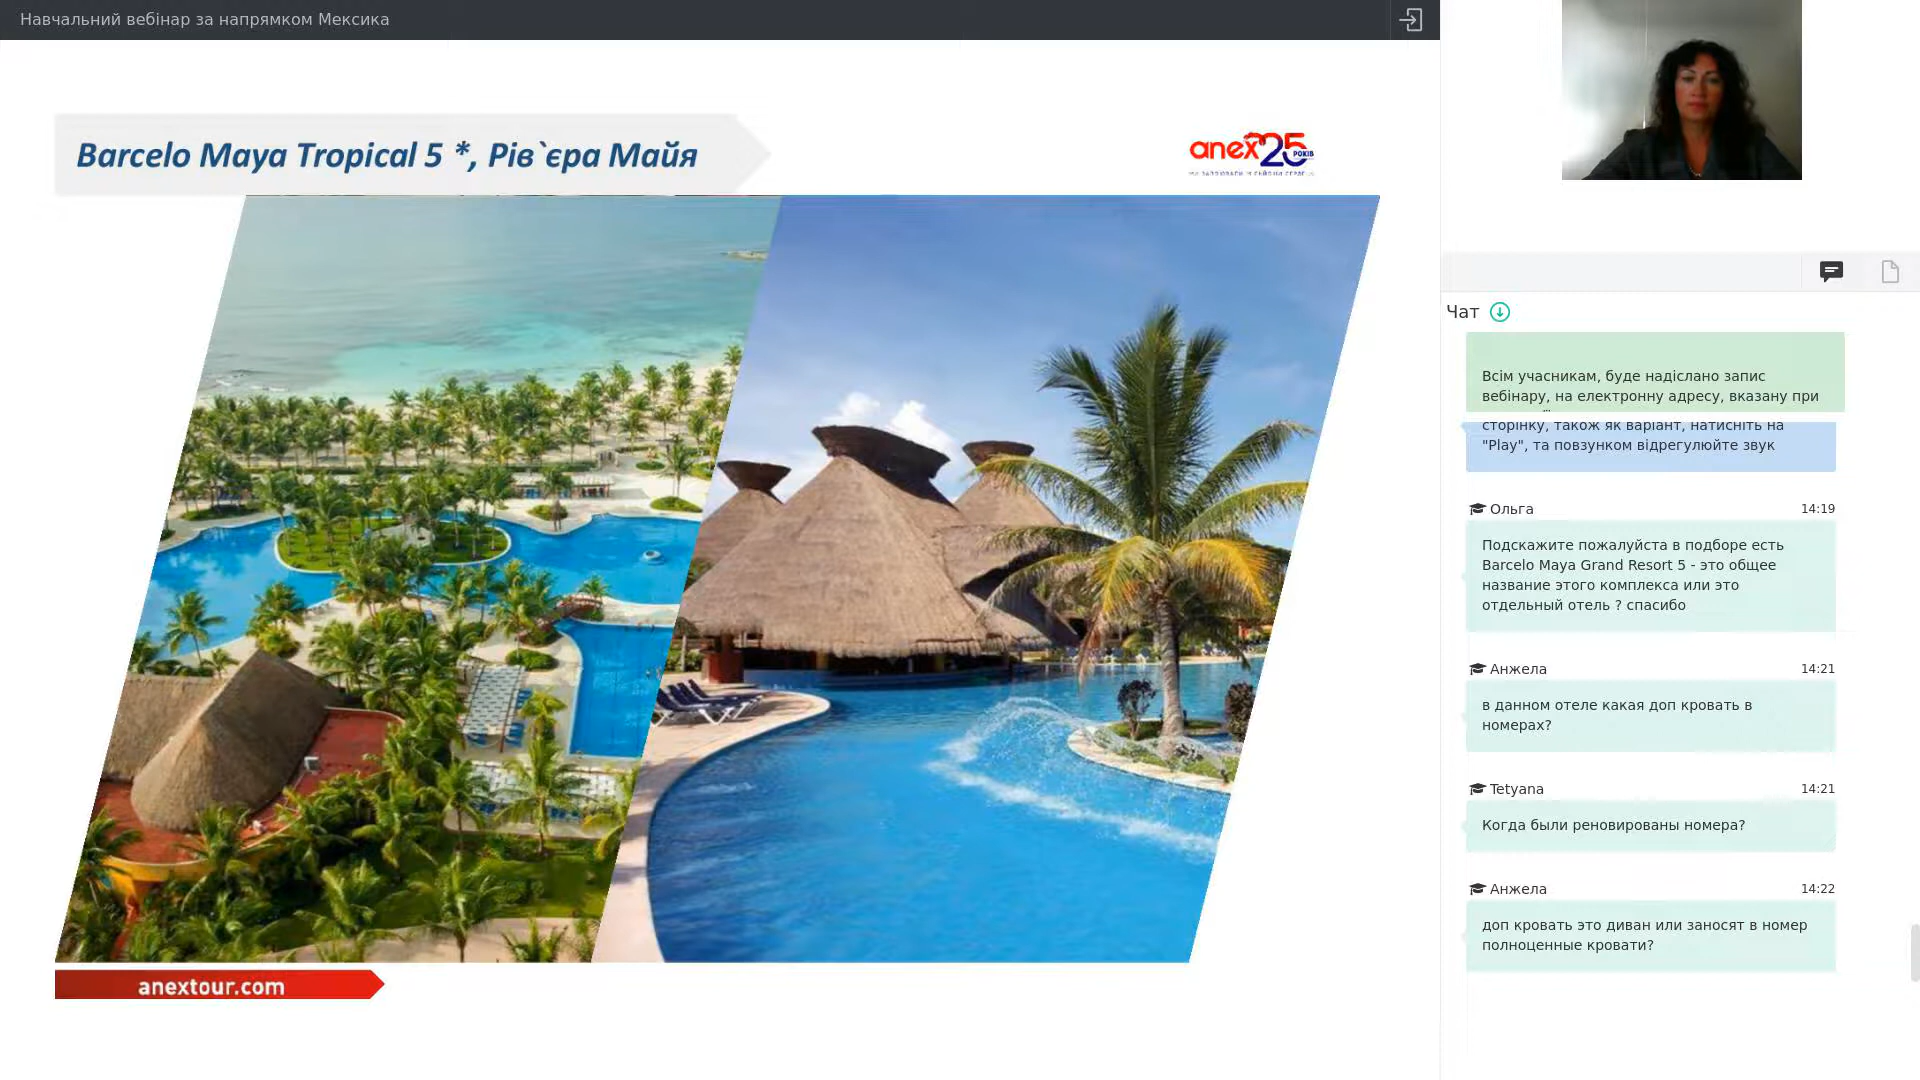 Навчальний вебінар за напрямком Мексика
Barcelo Maya Tropical 5 *, Рів`єра Майя
anex25
РОКІВ
anextour.com
Чат
Всім учасникам, буде надіслано запис
вебінару, на електронну адресу, вказану при
сторінку, також як варіант, натисніть на
"Play", та повзунком відрегулюйте звук
Ольга 14:19
Подскажите пожалуйста в подборе есть
Barcelo Maya Grand Resort 5 - это общее
название этого комплекса или это
отдельный отель ? спасибо
Анжела 14:21
в данном отеле какая доп кровать в
номерах?
Tetyana 14:21
Когда были реновированы номера?
Анжела 14:22
доп кровать это диван или заносят в номер
полноценные кровати?